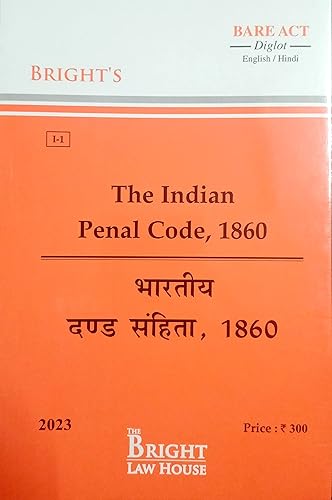 BARE ACT
Diglot
English / Hindi
BRIGHT'S
I-1
The Indian
Penal Code, 1860
भारतीय
दण्ड संहिता, 1860
2023
Price : ₹ 300
THE
BRIGHT
LAW HOUSE